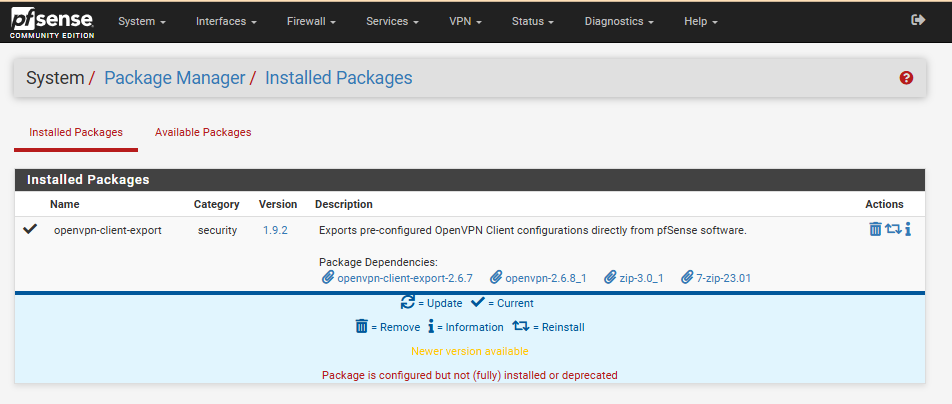 pfsense
COMMUNITY EDITION
System Interfaces Firewall Services VPN Status Diagnostics Help
System / Package Manager / Installed Packages
Installed Packages Available Packages
Installed Packages
Name Category Version Description Actions
openvpn-client-export security 1.9.2 Exports pre-configured OpenVPN Client configurations directly from pfSense software.
Package Dependencies:
openvpn-client-export-2.6.7 openvpn-2.6.8_1 zip-3.0_1 7-zip-23.01
= Update = Current
= Remove = Information = Reinstall
Newer version available
Package is configured but not (fully) installed or deprecated